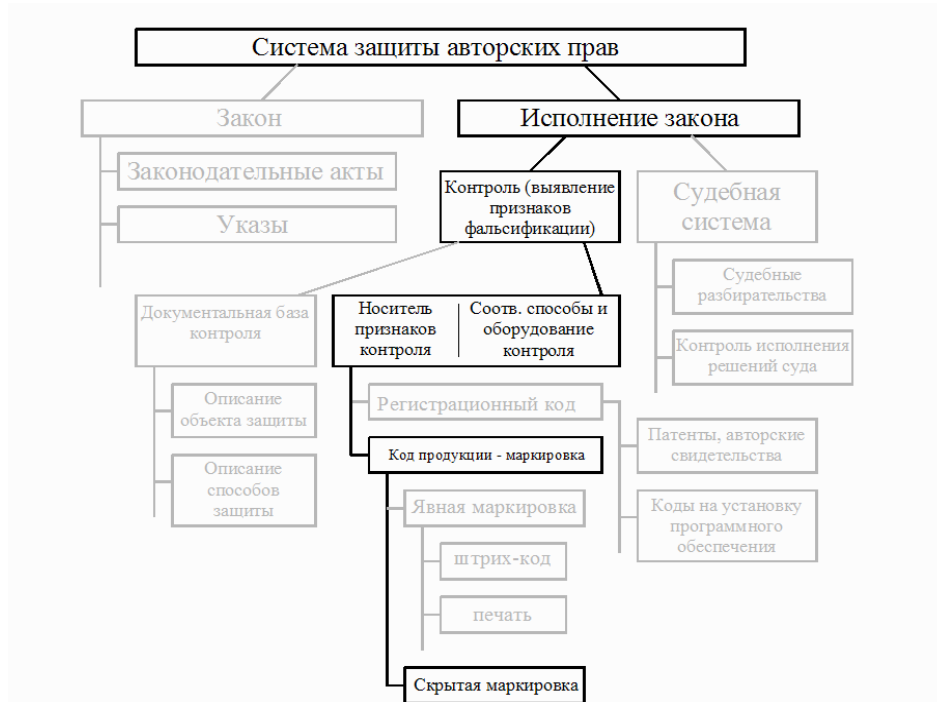 Система защиты авторских прав
Закон
Исполнение закона
Законодательные акты
Указы
Контроль (выявление
признаков
фальсификации)
Судебная
система
Судебные
разбирательства
Контроль исполнения
решений суда
Документальная база
контроля
Носитель
признаков
контроля
Соотв. способы и
оборудование
контроля
Описание
объекта защиты
Описание
способов
защиты
Регистрационный код
Патенты, авторские
свидетельства
Коды на установку
программного
обеспечения
Код продукции - маркировка
Явная маркировка
штрих-код
печать
Скрытая маркировка